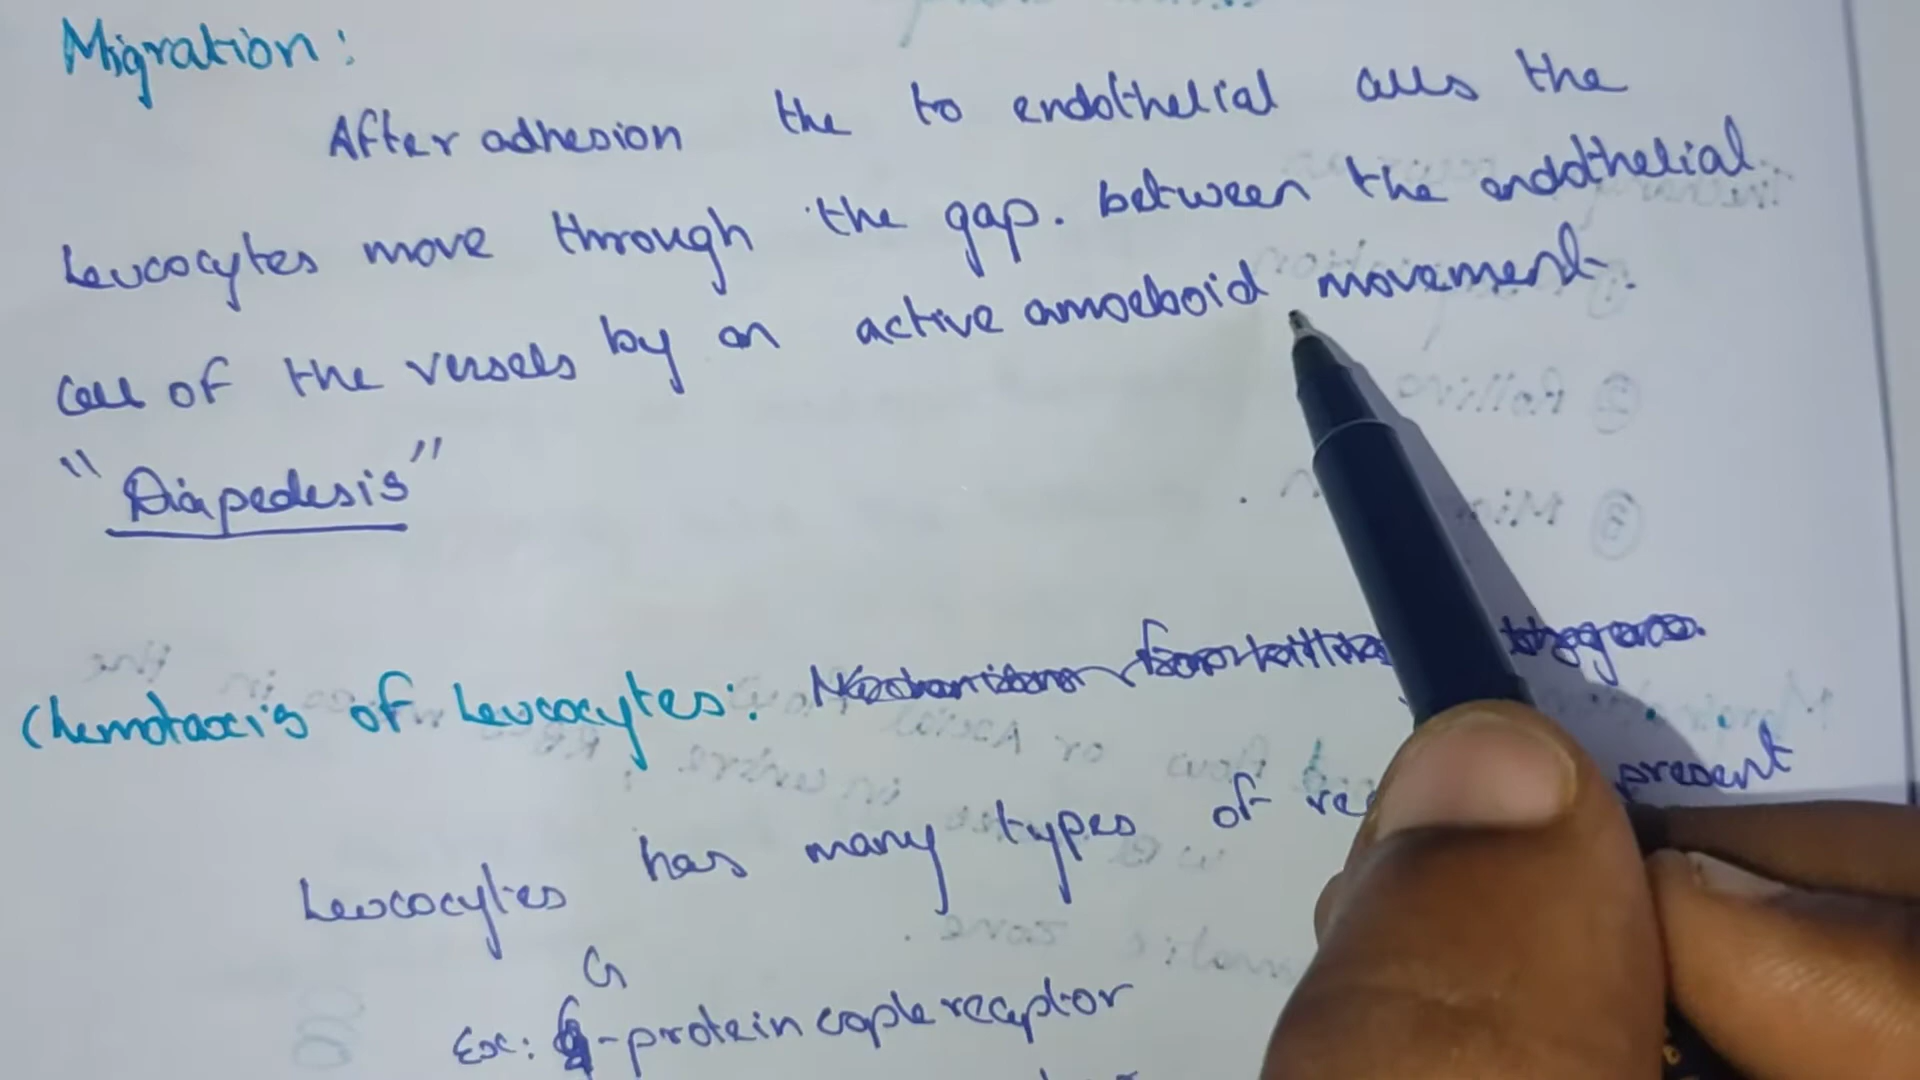 Migration:
After adhesion the to endothelial cells the
Leucocytes move through the gap. between the endothelial
cell of the versels by an active amoeboid movement.
"Diapedesis"
Chemotaxis of Leucocytes:
Leucocytes has many types of present
G
Ex: -protein cople receptor